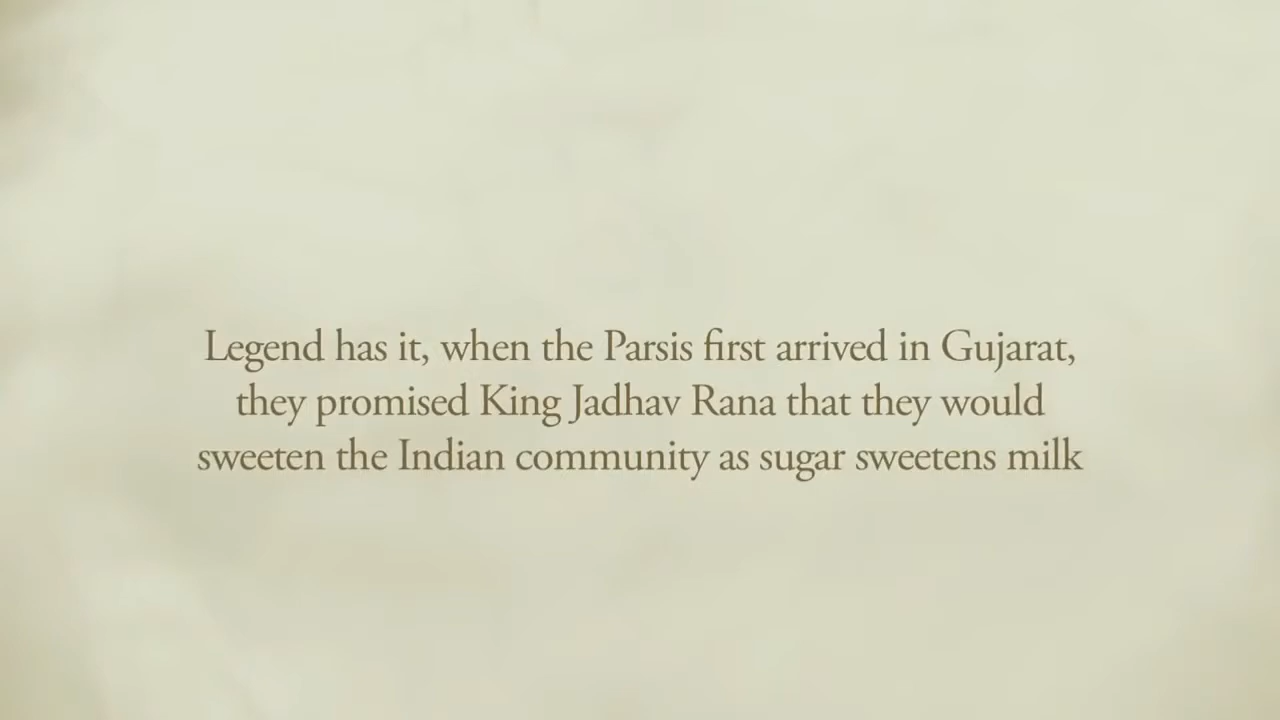 Legend has it, when the Parsis first arrived in Gujarat,
they promised King Jadhav Rana that they would
sweeten the Indian community as sugar sweetens milk